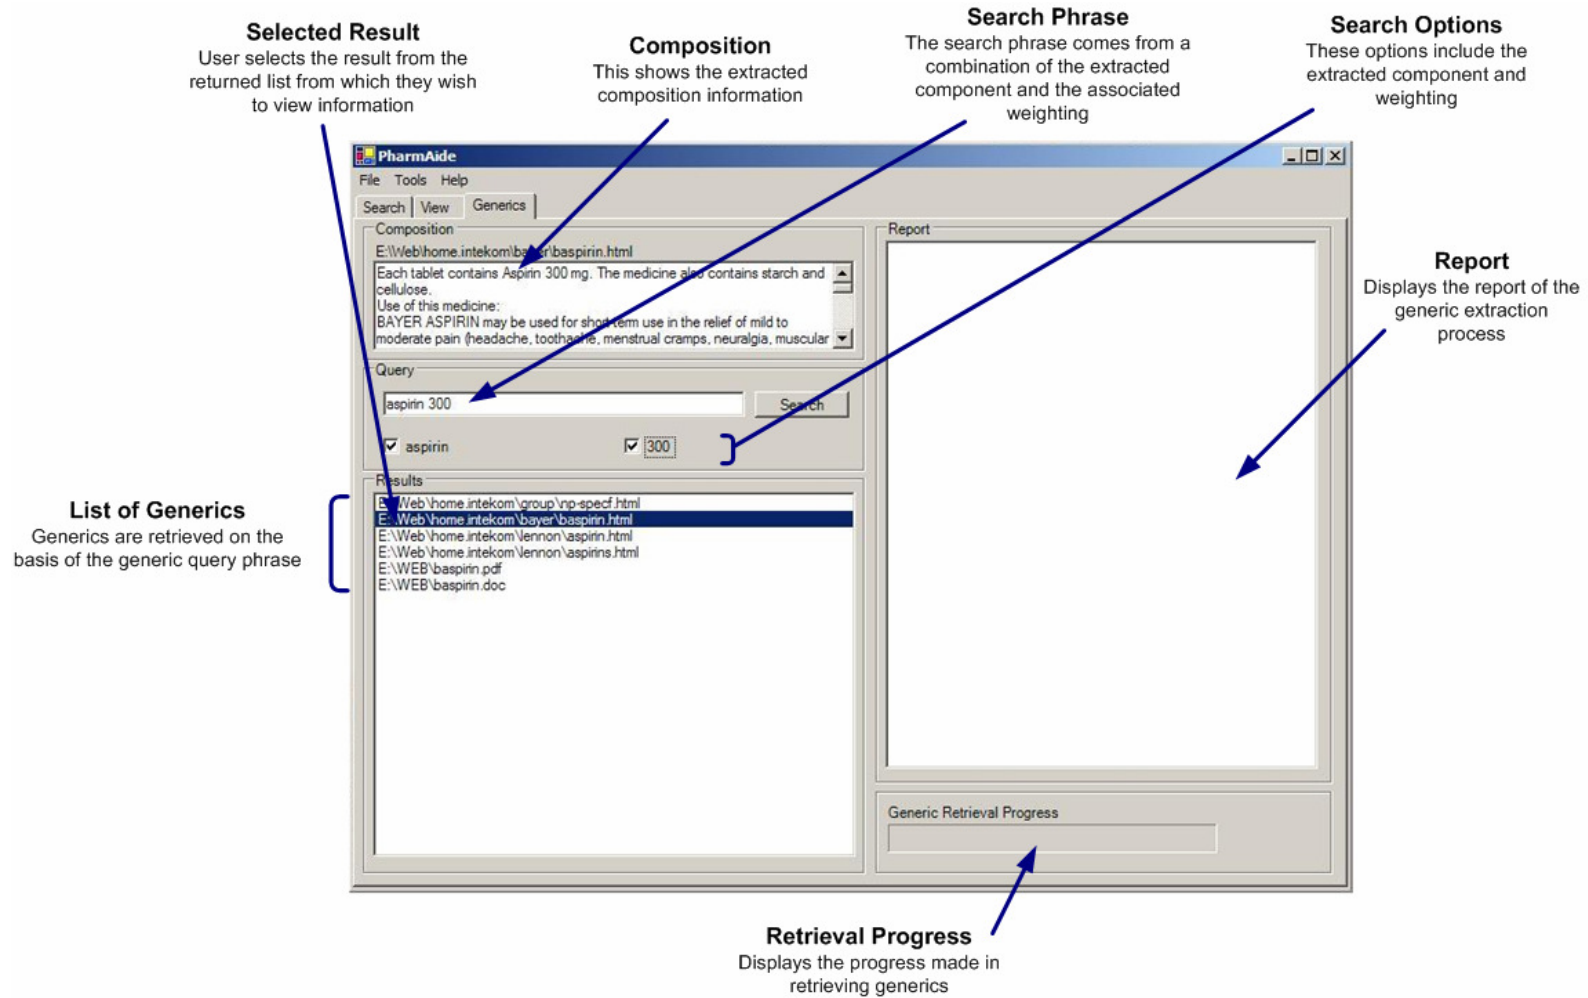 Selected Result
User selects the result from the
returned list from which they wish
to view information
Composition
This shows the extracted
composition information
Search Phrase
The search phrase comes from a
combination of the extracted
component and the associated
weighting
Search Options
These options include the
extracted component and
weighting
PharmAide
File Tools Help
Search View Generics
Composition
E:\Web\home.intekom\bayer\baspirin.html
Each tablet contains Aspirin 300 mg. The medicine also contains starch and
cellulose.
Use of this medicine:
BAYER ASPIRIN may be used for short term use in the relief of mild to
moderate pain (headache, toothache, menstrual cramps, neuralgia, muscular
Query
aspirin 300
Search
aspirin
300
Results
E:\Web\home.intekom\group\np-specf.html
E:\Web\home.intekom\bayer\baspirin.html
E:\Web\home.intekom\lennon\aspirin.html
E:\Web\home.intekom\lennon\aspirins.html
E:\WEB\baspirin.pdf
E:\WEB\baspirin.doc
Report
Generic Retrieval Progress
Report
Displays the report of the
generic extraction
process
List of Generics
Generics are retrieved on the
basis of the generic query phrase
Retrieval Progress
Displays the progress made in
retrieving generics